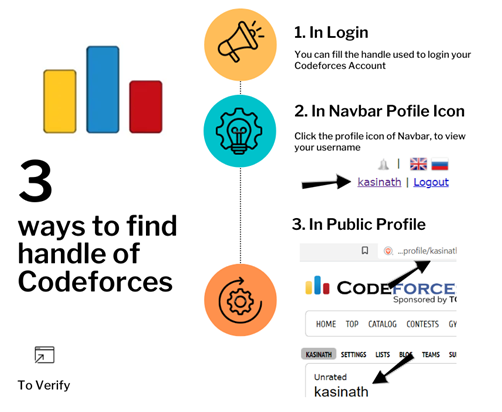 3
ways to find
handle of
Codeforces
To Verify
1. In Login
You can fill the handle used to login your
Codeforces Account
2. In Navbar Pofile Icon
Click the profile icon of Navbar, to view
your username
kasinath | Logout
3. In Public Profile
...profile/kasinath
CODEFORCE
Sponsored by TO
HOME TOP CATALOG CONTESTS GY
KASINATH SETTINGS LISTS BLOG TEAMS SU
Unrated
kasinath